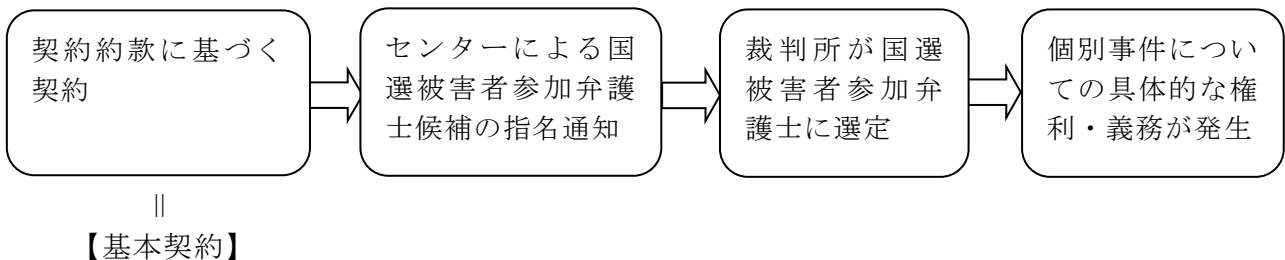 契約約款に基づく
契約
センターによる国
選被害者参加弁護
士候補の指名通知
裁判所が国選
被害者参加弁
護士に選定
個別事件につい
ての具体的な権
利・義務が発生
||
【基本契約】